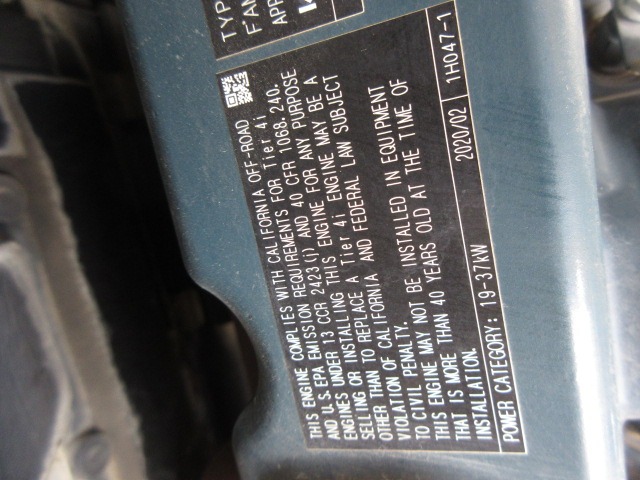 TYP
FAM
APR
THIS ENGINE COMPLIES WITH CALIFORNIA OFF-ROAD
AND U.S.EPA EMISSION REQUIREMENTS FOR Tier 4i
ENGINES UNDER 13 CCR 2423(j) AND 40 CFR 1068.240.
SELLING OR INSTALLING THIS ENGINE FOR ANY PURPOSE
OTHER THAN TO REPLACE A Tier 4i ENGINE MAY BE A
VIOLATION OF CALIFORNIA AND FEDERAL LAW SUBJECT
TO CIVIL PENALTY.
THIS ENGINE MAY NOT BE INSTALLED IN EQUIPMENT
THAT IS MORE THAN 40 YEARS OLD AT THE TIME OF
INSTALLATION.
POWER CATEGORY: 19-37kW 2020/02 1H047-1